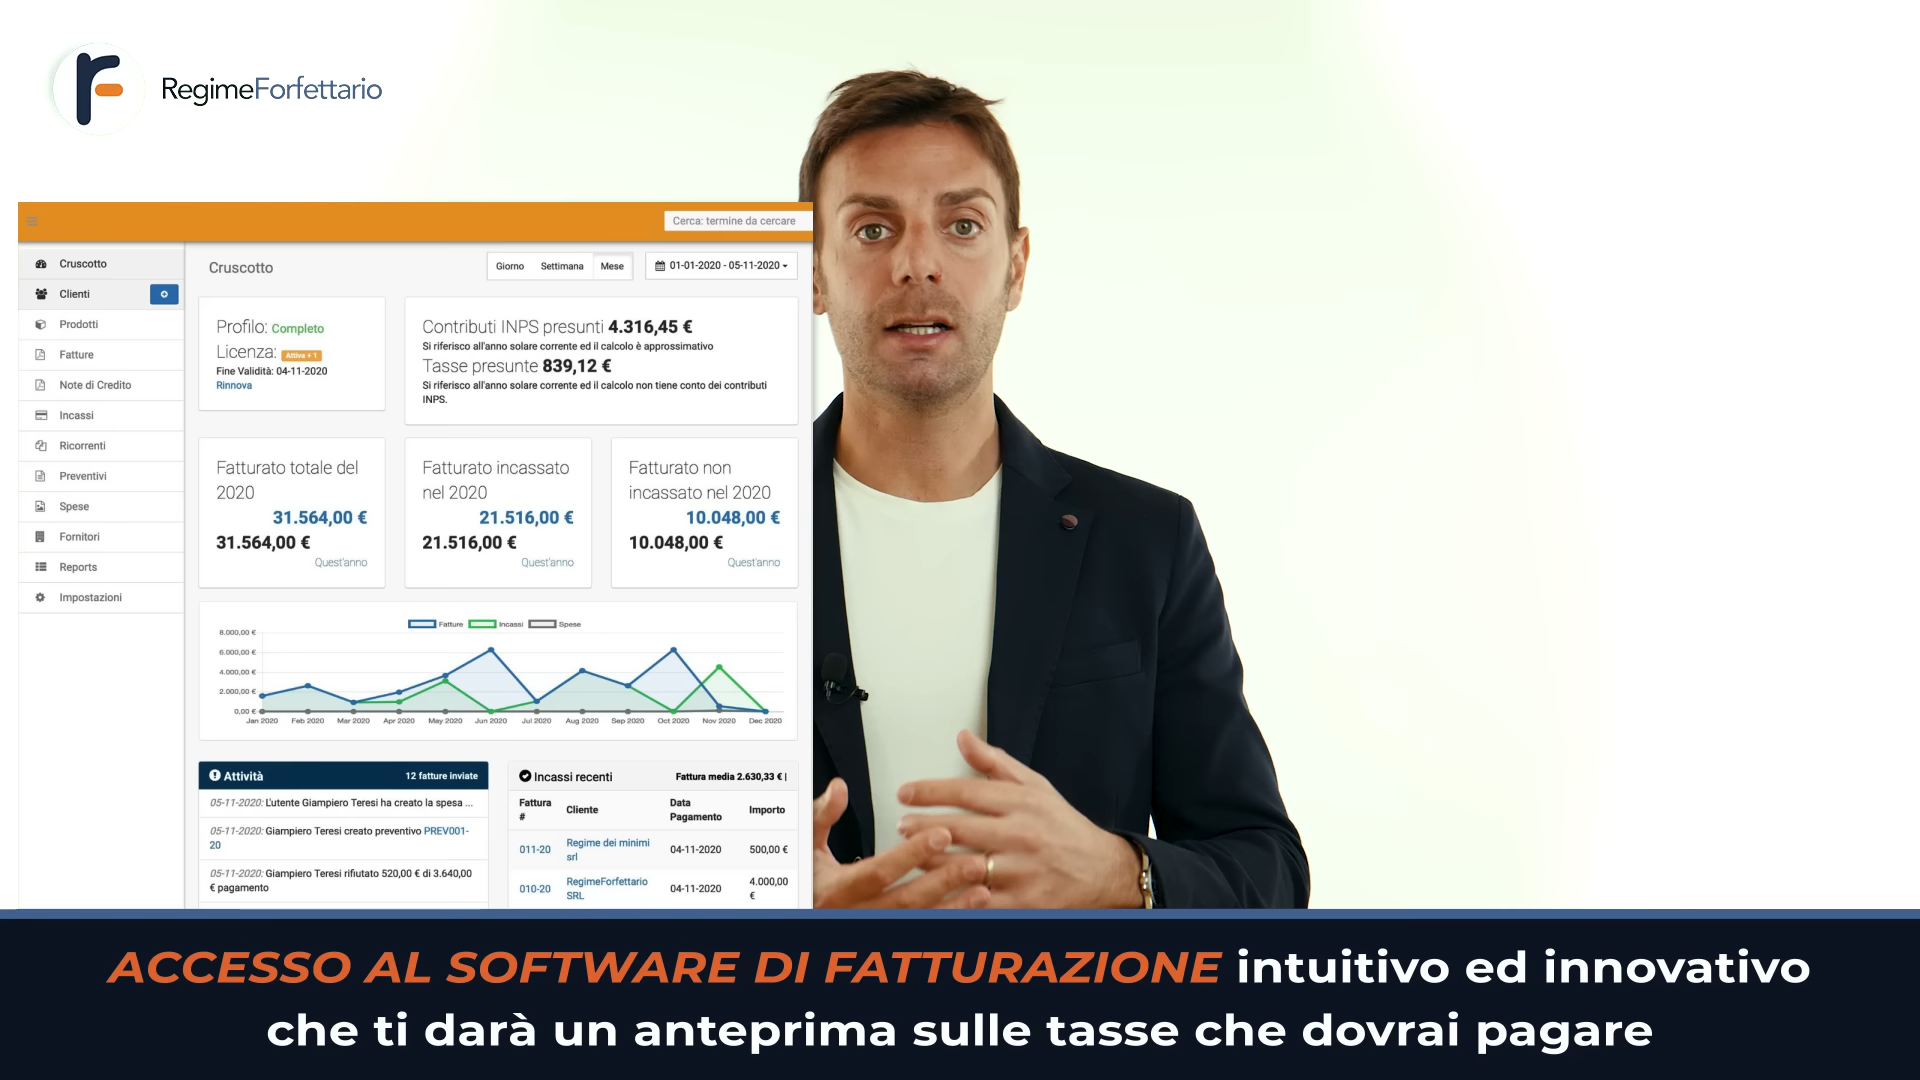 RegimeForfettario
Cerca: termine da cercare
Cruscotto
Clienti
Prodotti
Fatture
Note di Credito
Incassi
Ricorrenti
Preventivi
Spese
Fornitori
Reports
Impostazioni
Cruscotto
Giorno Settimana Mese
01-01-2020 - 05-11-2020
Profilo: Completo
Licenza: Attiva + 1
Fine Validità: 04-11-2020
Rinnova
Contributi INPS presunti 4.316,45 €
Si riferisco all'anno solare corrente ed il calcolo è approssimativo
Tasse presunte 839,12 €
Si riferisco all'anno solare corrente ed il calcolo non tiene conto dei contributi
INPS.
Fatturato totale del
2020
31.564,00 €
31.564,00 €
Quest'anno
Fatturato incassato
nel 2020
21.516,00 €
21.516,00 €
Quest'anno
Fatturato non
incassato nel 2020
10.048,00 €
10.048,00 €
Quest'anno
Fatture Incassi Spese
8.000,00 €
6.000,00 €
4.000,00 €
2.000,00 €
0,00 €
Jan 2020 Feb 2020 Mar 2020 Apr 2020 May 2020 Jun 2020 Jul 2020 Aug 2020 Sep 2020 Oct 2020 Nov 2020 Dec 2020
Attività 12 fatture inviate
05-11-2020: L'utente Giampiero Teresi ha creato la spesa ...
05-11-2020: Giampiero Teresi creato preventivo PREV001-
20
05-11-2020: Giampiero Teresi rifiutato 520,00 € di 3.640,00
€ pagamento
Incassi recenti Fattura media 2.630,33 € |
Fattura # Cliente Data Pagamento Importo
011-20 Regime dei minimi srl 04-11-2020 500,00 €
010-20 RegimeForfettario SRL 04-11-2020 4.000,00 €
ACCESSO AL SOFTWARE DI FATTURAZIONE intuitivo ed innovativo
che ti darà un anteprima sulle tasse che dovrai pagare